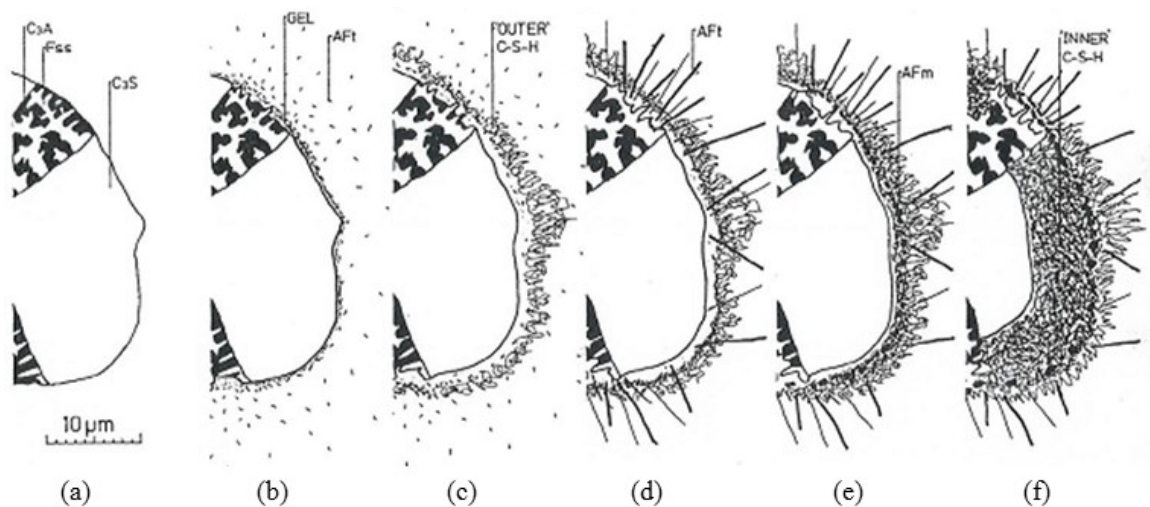 C₃A
Fss
C₃S
10 µm
(a)
GEL
AFt
(b)
'OUTER'
C-S-H
(c)
AFt
(d)
AFm
(e)
'INNER'
C-S-H
(f)